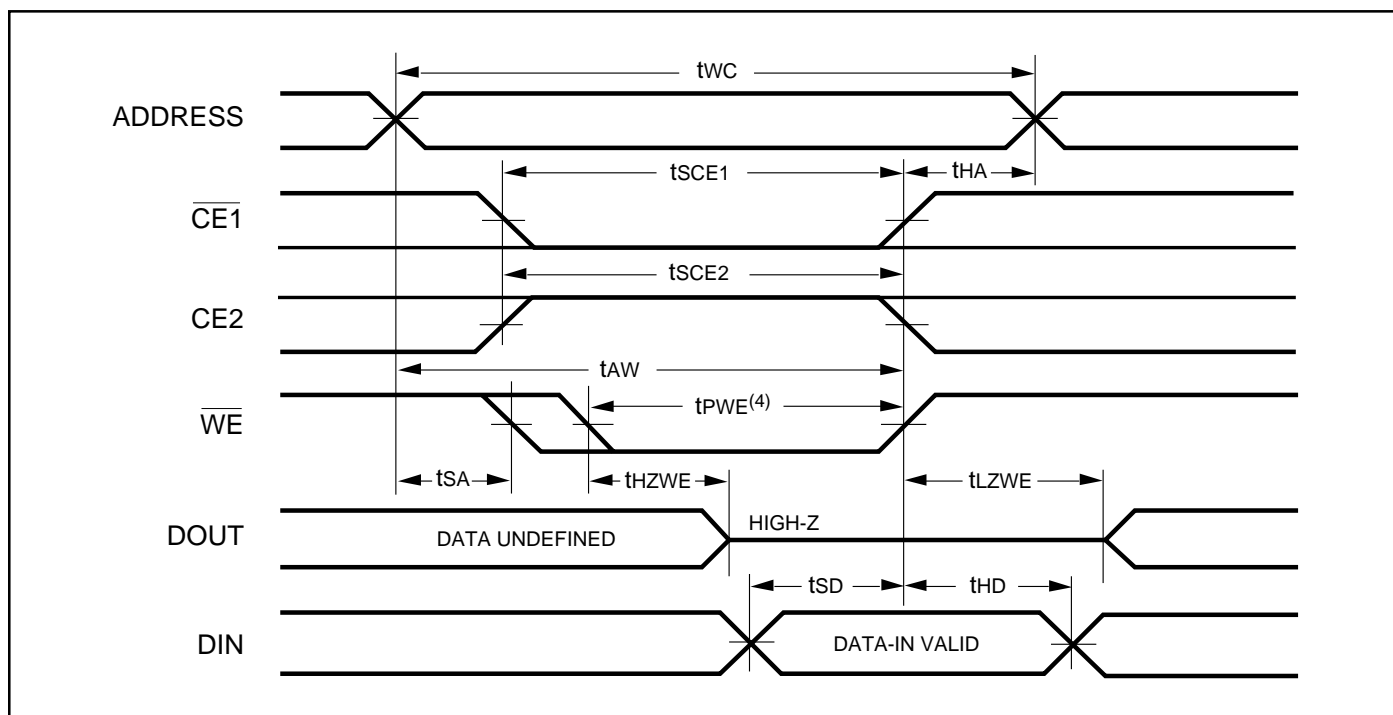 tWC
ADDRESS
tSCE1
tHA
CE1
tSCE2
CE2
tAW
tPWE(4)
WE
tSA
tHZWE
tLZWE
DOUT
DATA UNDEFINED
HIGH-Z
tSD
tHD
DIN
DATA-IN VALID